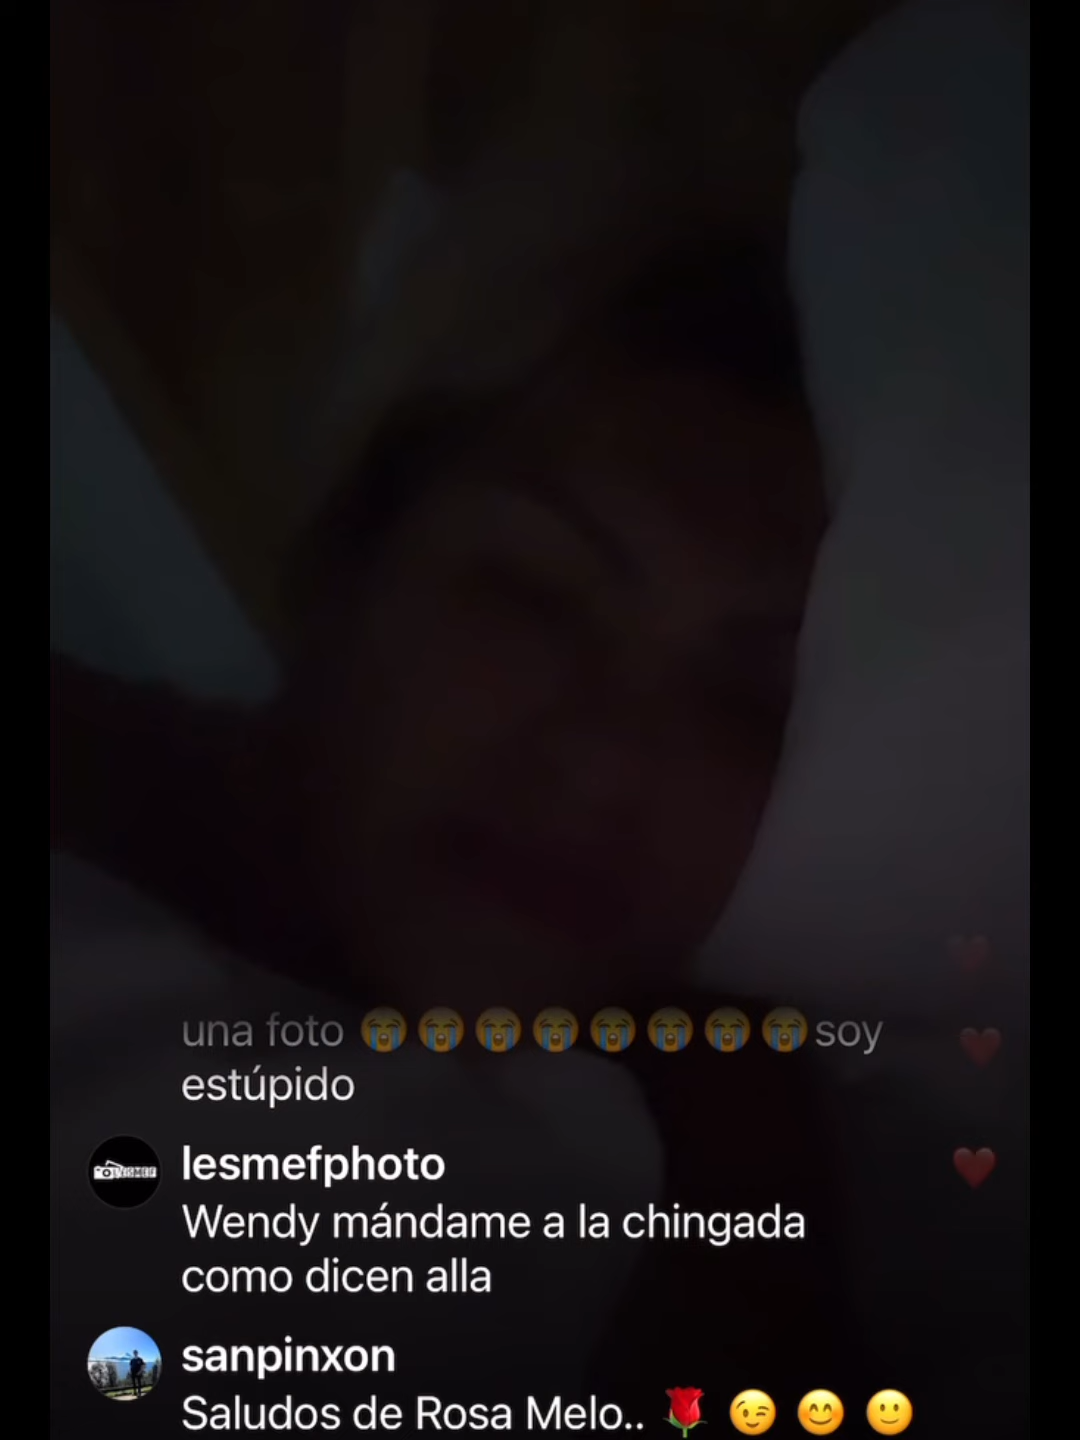 una foto 😭😭😭😭😭😭😭😭soy
estúpido
lesmefphoto
Wendy mándame a la chingada
como dicen alla
sanpinxon
Saludos de Rosa Melo.. 🌹 😉 😊 🙂